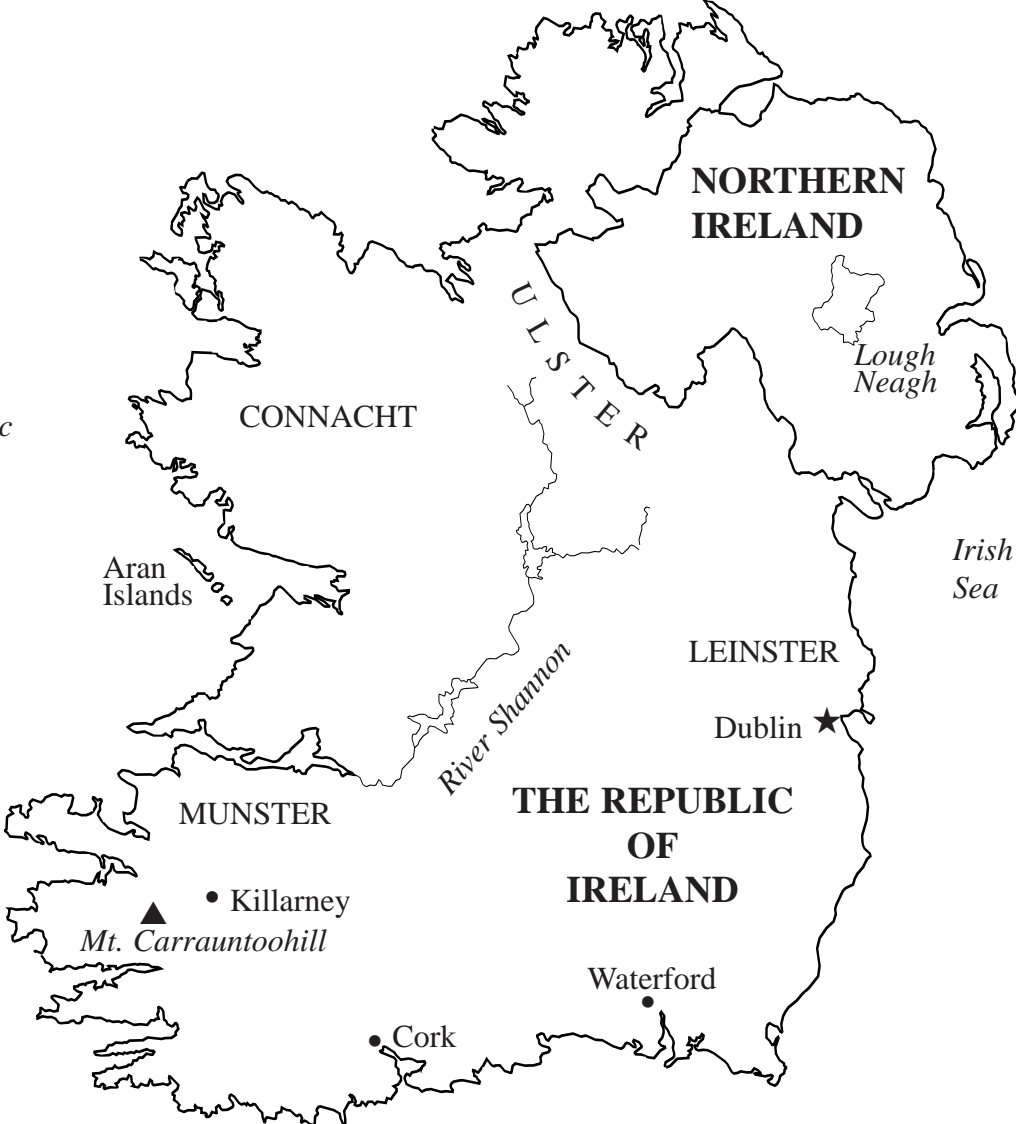 NORTHERN
IRELAND
ULSTER
Lough
Neagh
CONNACHT
c
Irish
Sea
Aran
Islands
LEINSTER
River Shannon
Dublin
THE REPUBLIC
OF
IRELAND
MUNSTER
Killarney
Mt. Carrauntoohill
Waterford
Cork